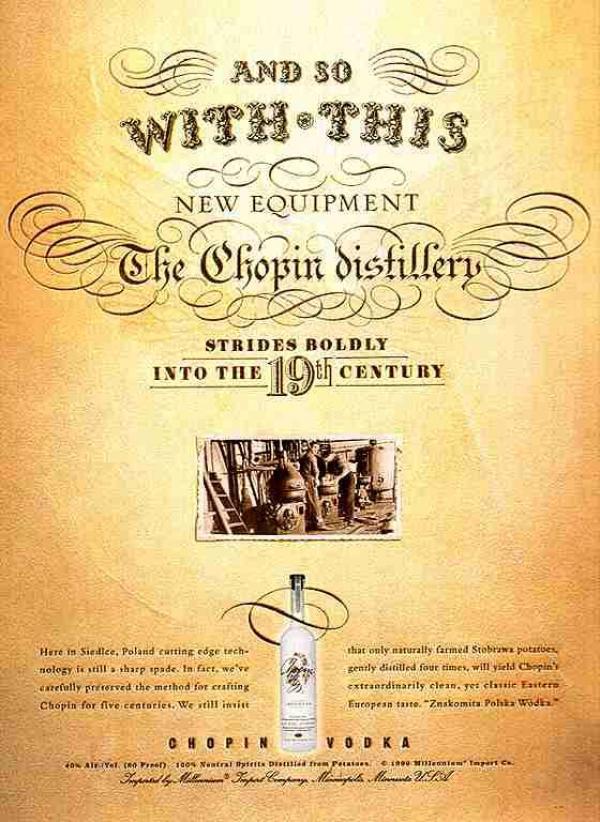 AND SO
WITH • THIS
NEW EQUIPMENT
The Chopin distillery
STRIDES BOLDLY
INTO THE 19th CENTURY
Here in Siedlce, Poland cutting edge tech-
nology is still a sharp spade. In fact, we've
carefully preserved the method for crafting
Chopin for five centuries. We still insist
that only naturally farmed Stobrawa potatoes,
gently distilled four times, will yield Chopin's
extraordinarily clean, yet classic Eastern
European taste. "Znakomita Polska Wódka."
Chopin
CHOPIN VODKA
40% Alc./Vol. (80 Proof) 100% Neutral Spirits Distilled from Potatoes. © 1999 Millennium® Import Co.
Imported by Millennium® Import Company, Minneapolis, Minnesota U.S.A.